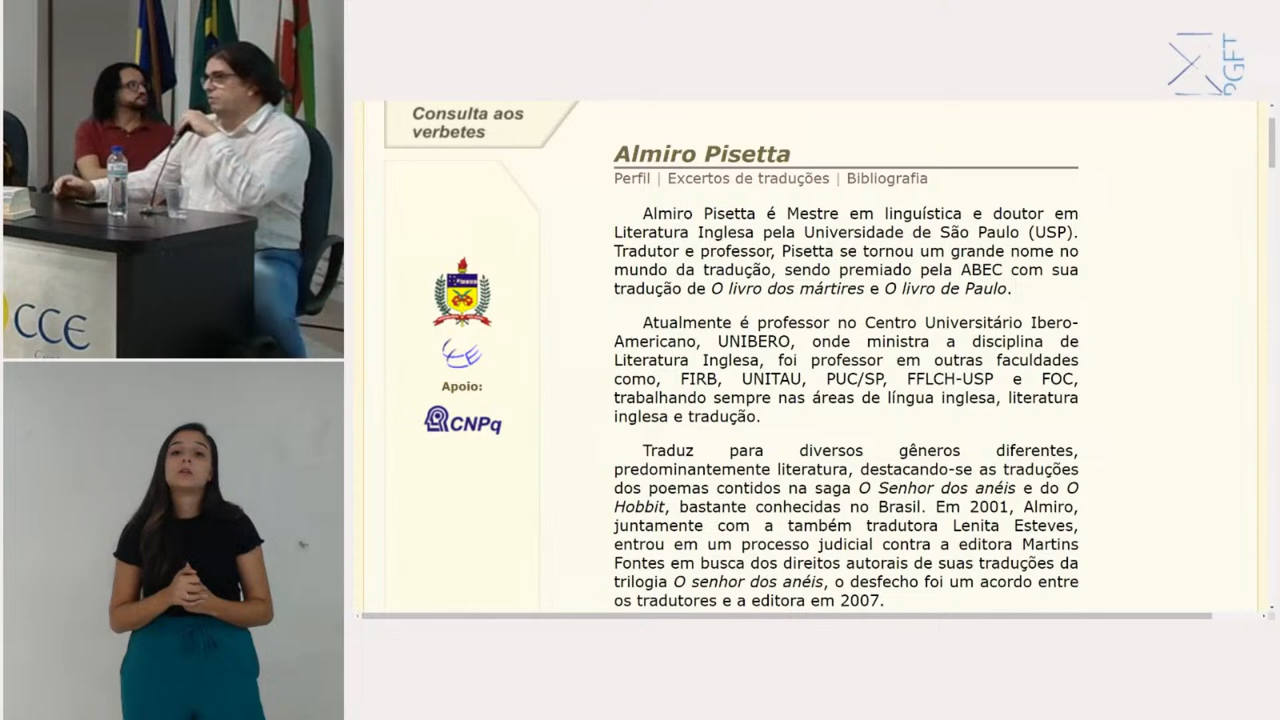 CCE
Consulta aos
verbetes
Apoio:
CNPq
Almiro Pisetta
Perfil | Excertos de traduções | Bibliografia
Almiro Pisetta é Mestre em linguística e doutor em
Literatura Inglesa pela Universidade de São Paulo (USP).
Tradutor e professor, Pisetta se tornou um grande nome no
mundo da tradução, sendo premiado pela ABEC com sua
tradução de O livro dos mártires e O livro de Paulo.
Atualmente é professor no Centro Universitário Ibero-
Americano, UNIBERO, onde ministra a disciplina de
Literatura Inglesa, foi professor em outras faculdades
como, FIRB, UNITAU, PUC/SP, FFLCH-USP e FOC,
trabalhando sempre nas áreas de língua inglesa, literatura
inglesa e tradução.
Traduz para diversos gêneros diferentes,
predominantemente literatura, destacando-se as traduções
dos poemas contidos na saga O Senhor dos anéis e do O
Hobbit, bastante conhecidas no Brasil. Em 2001, Almiro,
juntamente com a também tradutora Lenita Esteves,
entrou em um processo judicial contra a editora Martins
Fontes em busca dos direitos autorais de suas traduções da
trilogia O senhor dos anéis, o desfecho foi um acordo entre
os tradutores e a editora em 2007.
PGFT